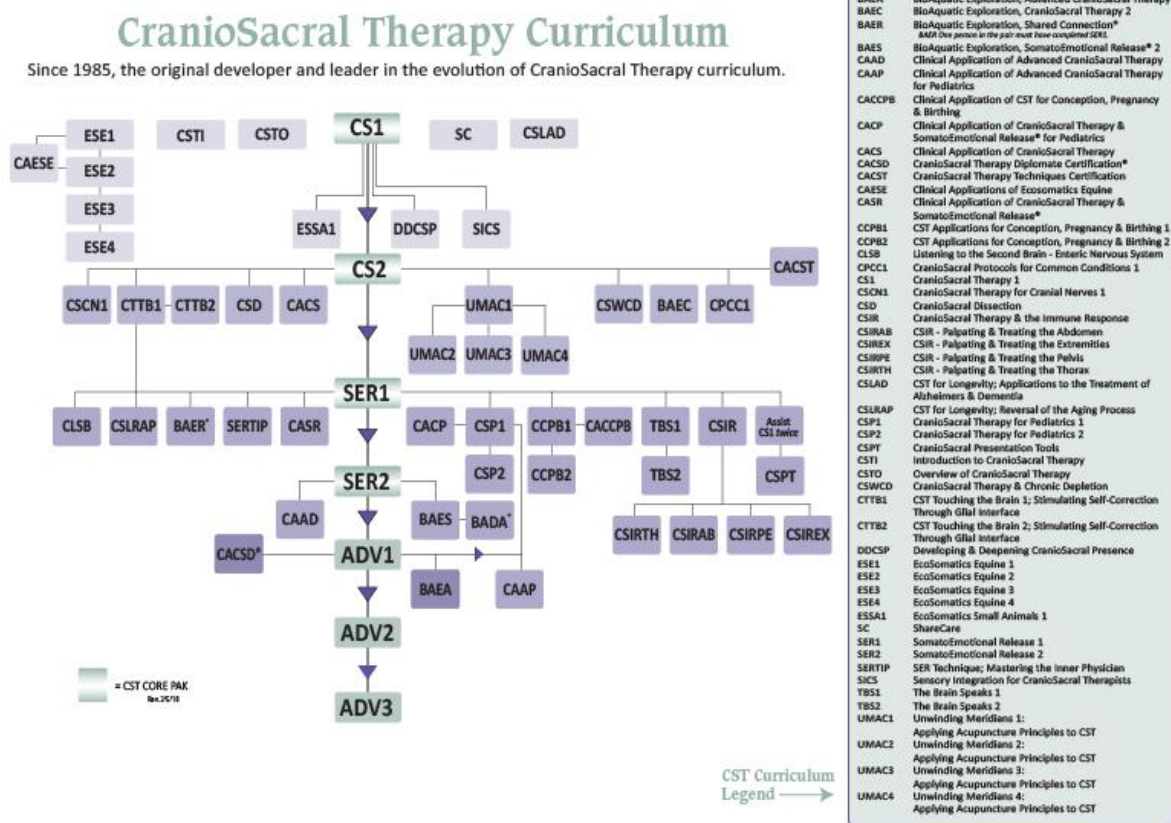 CranioSacral Therapy Curriculum
Since 1985, the original developer and leader in the evolution of CranioSacral Therapy curriculum.
ESE1
CSTI
CSTO
CS1
SC
CSLAD
CAESE
ESE2
ESE3
ESE4
ESSA1
DDCSP
SICS
CS2
CACST
CSCN1
CTTB1
CTTB2
CSD
CACS
UMAC1
CSWCD
BAEC
CPCC1
UMAC2
UMAC3
UMAC4
SER1
CLSB
CSLRAP
BAER*
SERTIP
CASR
CACP
CSP1
CCPB1
CACCPB
TBS1
CSIR
Assist
CS1 twice
CSP2
CCPB2
TBS2
CSPT
SER2
CAAD
BAES
BADA*
CSIRTH
CSIRAB
CSIRPE
CSIREX
CACSD*
ADV1
BAEA
CAAP
ADV2
ADV3
= CST CORE PAK
CST Curriculum
Legend
BAEC BioAquatic Exploration, CranioSacral Therapy 2
BAER BioAquatic Exploration, Shared Connection®
BAER One person in the pair must have completed SER1.
BAES BioAquatic Exploration, SomatoEmotional Release® 2
CAAD Clinical Application of Advanced CranioSacral Therapy
CAAP Clinical Application of Advanced CranioSacral Therapy
for Pediatrics
CACCPB Clinical Application of CST for Conception, Pregnancy
& Birthing
CACP Clinical Application of CranioSacral Therapy &
SomatoEmotional Release® for Pediatrics
CACS Clinical Application of CranioSacral Therapy
CACSD CranioSacral Therapy Diplomate Certification®
CACST CranioSacral Therapy Techniques Certification
CAESE Clinical Applications of Ecosomatics Equine
CASR Clinical Application of CranioSacral Therapy &
SomatoEmotional Release®
CCPB1 CST Applications for Conception, Pregnancy & Birthing 1
CCPB2 CST Applications for Conception, Pregnancy & Birthing 2
CLSB Listening to the Second Brain - Enteric Nervous System
CPCC1 CranioSacral Protocols for Common Conditions 1
CS1 CranioSacral Therapy 1
CSCN1 CranioSacral Therapy for Cranial Nerves 1
CSD CranioSacral Dissection
CSIR CranioSacral Therapy & the Immune Response
CSIRAB CSIR - Palpating & Treating the Abdomen
CSIREX CSIR - Palpating & Treating the Extremities
CSIRPE CSIR - Palpating & Treating the Pelvis
CSIRTH CSIR - Palpating & Treating the Thorax
CSLAD CST for Longevity; Applications to the Treatment of
Alzheimers & Dementia
CSLRAP CST for Longevity; Reversal of the Aging Process
CSP1 CranioSacral Therapy for Pediatrics 1
CSP2 CranioSacral Therapy for Pediatrics 2
CSPT CranioSacral Presentation Tools
CSTI Introduction to CranioSacral Therapy
CSTO Overview of CranioSacral Therapy
CSWCD CranioSacral Therapy & Chronic Depletion
CTTB1 CST Touching the Brain 1; Stimulating Self-Correction
Through Glial Interface
CTTB2 CST Touching the Brain 2; Stimulating Self-Correction
Through Glial Interface
DDCSP Developing & Deepening CranioSacral Presence
ESE1 EcoSomatics Equine 1
ESE2 EcoSomatics Equine 2
ESE3 EcoSomatics Equine 3
ESE4 EcoSomatics Equine 4
ESSA1 EcoSomatics Small Animals 1
SC ShareCare
SER1 SomatoEmotional Release 1
SER2 SomatoEmotional Release 2
SERTIP SER Technique; Mastering the Inner Physician
SICS Sensory Integration for CranioSacral Therapists
TBS1 The Brain Speaks 1
TBS2 The Brain Speaks 2
UMAC1 Unwinding Meridians 1:
Applying Acupuncture Principles to CST
UMAC2 Unwinding Meridians 2:
Applying Acupuncture Principles to CST
UMAC3 Unwinding Meridians 3:
Applying Acupuncture Principles to CST
UMAC4 Unwinding Meridians 4:
Applying Acupuncture Principles to CST